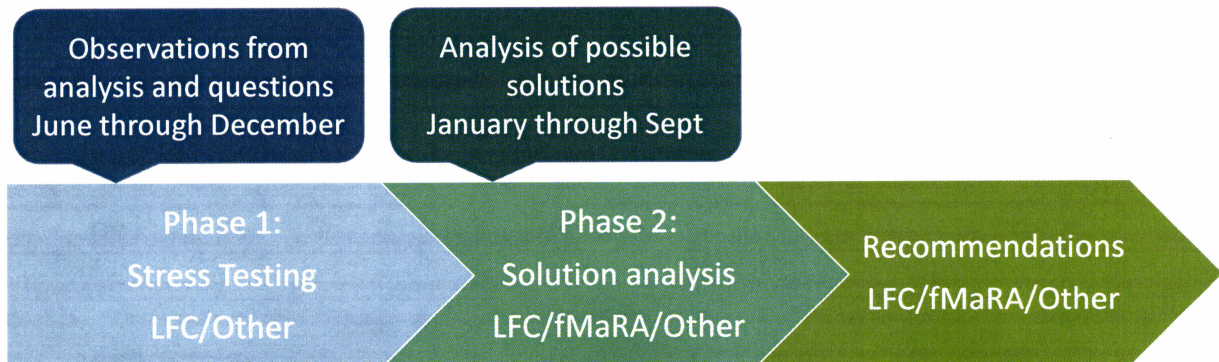 Observations from
analysis and questions
June through December
Analysis of possible
solutions
January through Sept
Phase 1:
Stress Testing
LFC/Other
Phase 2:
Solution analysis
LFC/fMaRA/Other
Recommendations
LFC/fMaRA/Other